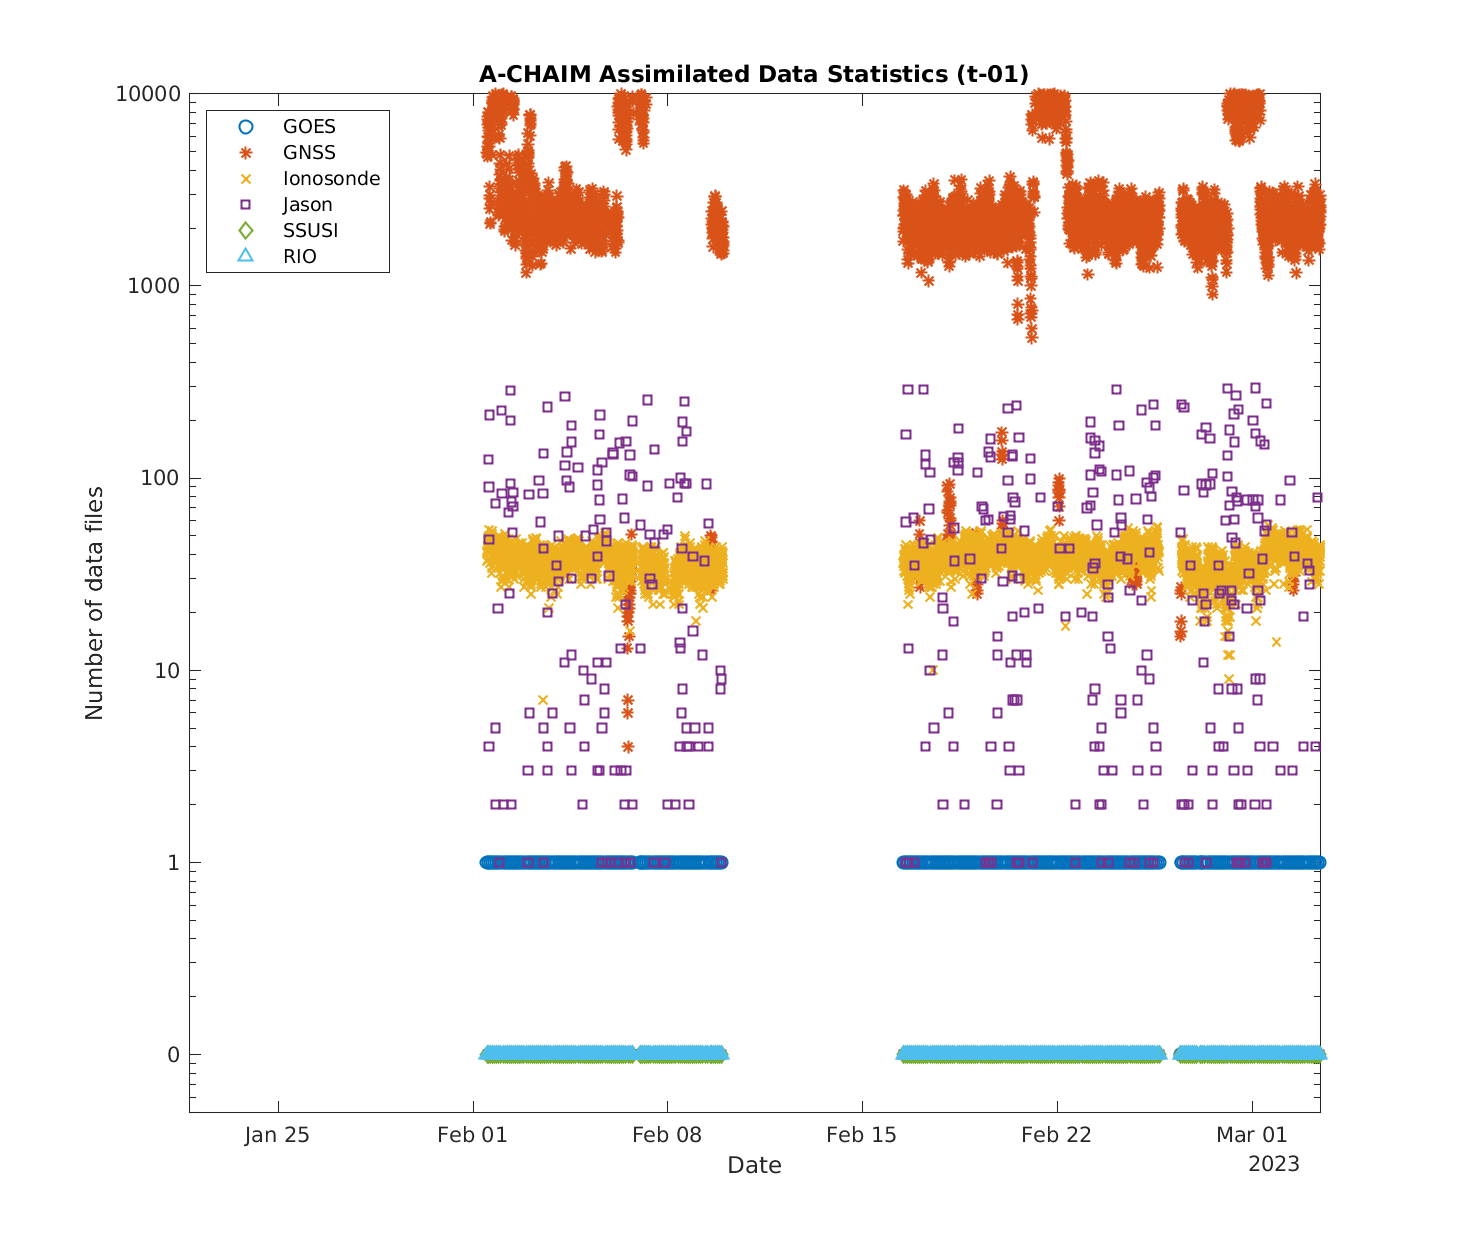 A-CHAIM Assimilated Data Statistics (t-01)
10000
1000
100
10
1
0
Number of data files
GOES
GNSS
Ionosonde
Jason
SSUSI
RIO
Jan 25
Feb 01
Feb 08
Feb 15
Feb 22
Mar 01
Date
2023